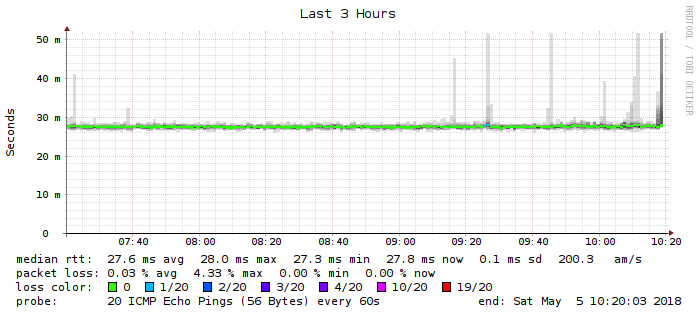 Last 3 Hours
RRDTOOL / TOBI OETIKER
Seconds
50 m
40 m
30 m
20 m
10 m
0
07:40 08:00 08:20 08:40 09:00 09:20 09:40 10:00 10:20
median rtt: 27.6 ms avg 28.0 ms max 27.3 ms min 27.8 ms now 0.1 ms sd 200.3 am/s
packet loss: 0.03 % avg 4.33 % max 0.00 % min 0.00 % now
loss color: 0 1/20 2/20 3/20 4/20 10/20 19/20
probe: 20 ICMP Echo Pings (56 Bytes) every 60s end: Sat May 5 10:20:03 2018